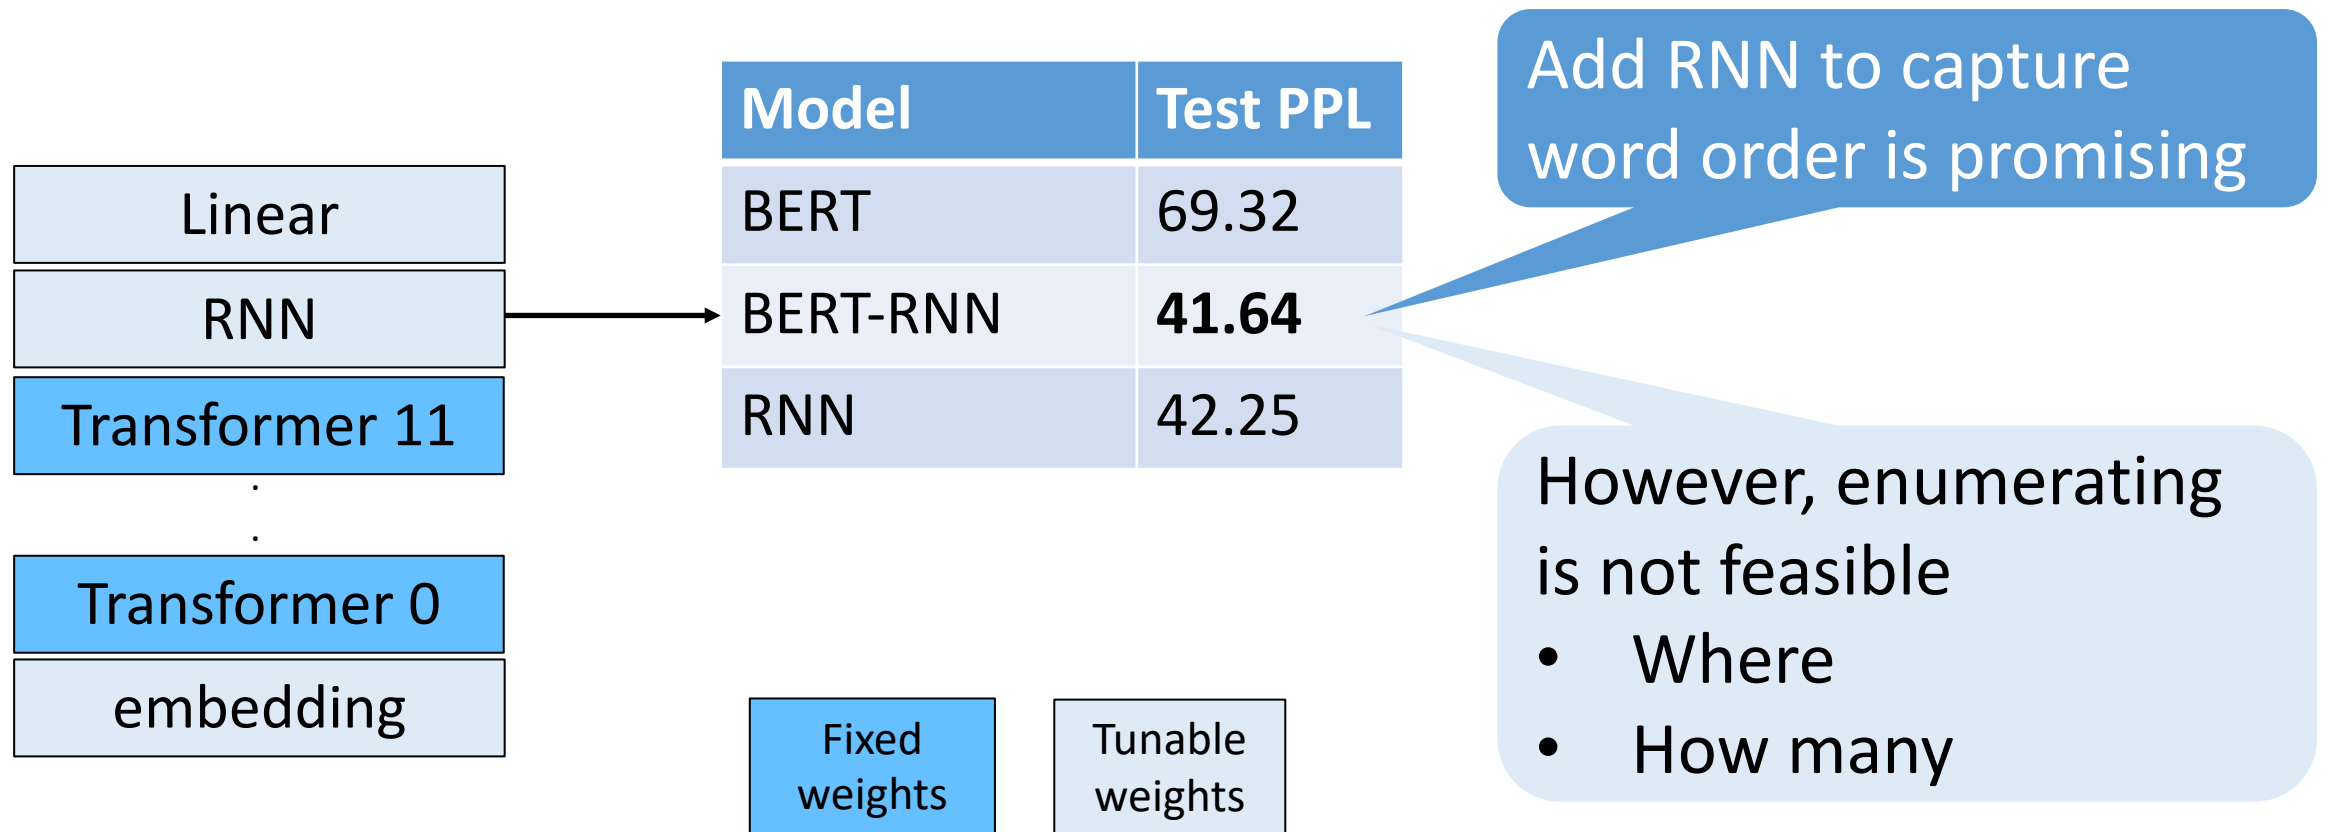 Linear
RNN
Transformer 11
.
.
Transformer 0
embedding
Model Test PPL
BERT 69.32
BERT-RNN 41.64
RNN 42.25
Fixed
weights
Tunable
weights
Add RNN to capture
word order is promising
However, enumerating
is not feasible
• Where
• How many